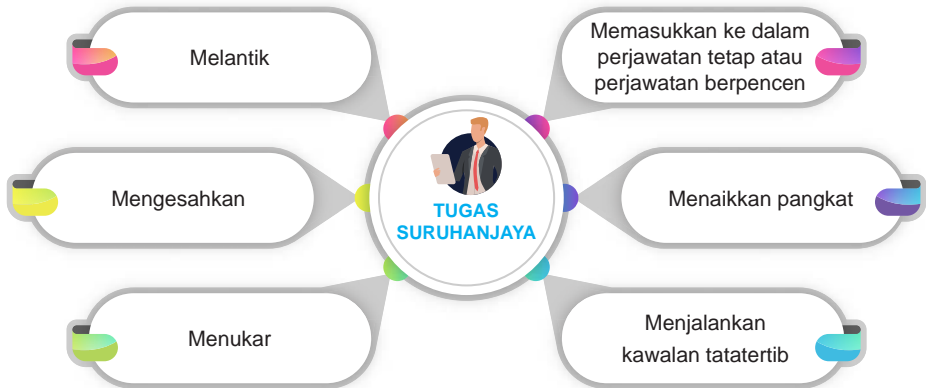 Melantik
Mengesahkan
Menukar
TUGAS
SURUHANJAYA
Memasukkan ke dalam
perjawatan tetap atau
perjawatan berpencen
Menaikkan pangkat
Menjalankan
kawalan tatatertib